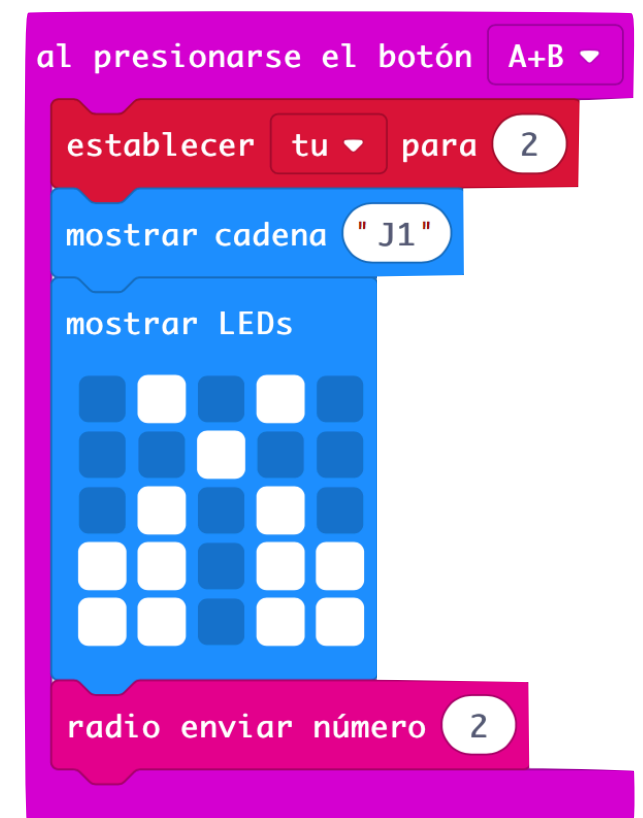 al presionarse el botón A+B
establecer tu para 2
mostrar cadena "J1"
mostrar LEDs
radio enviar número 2